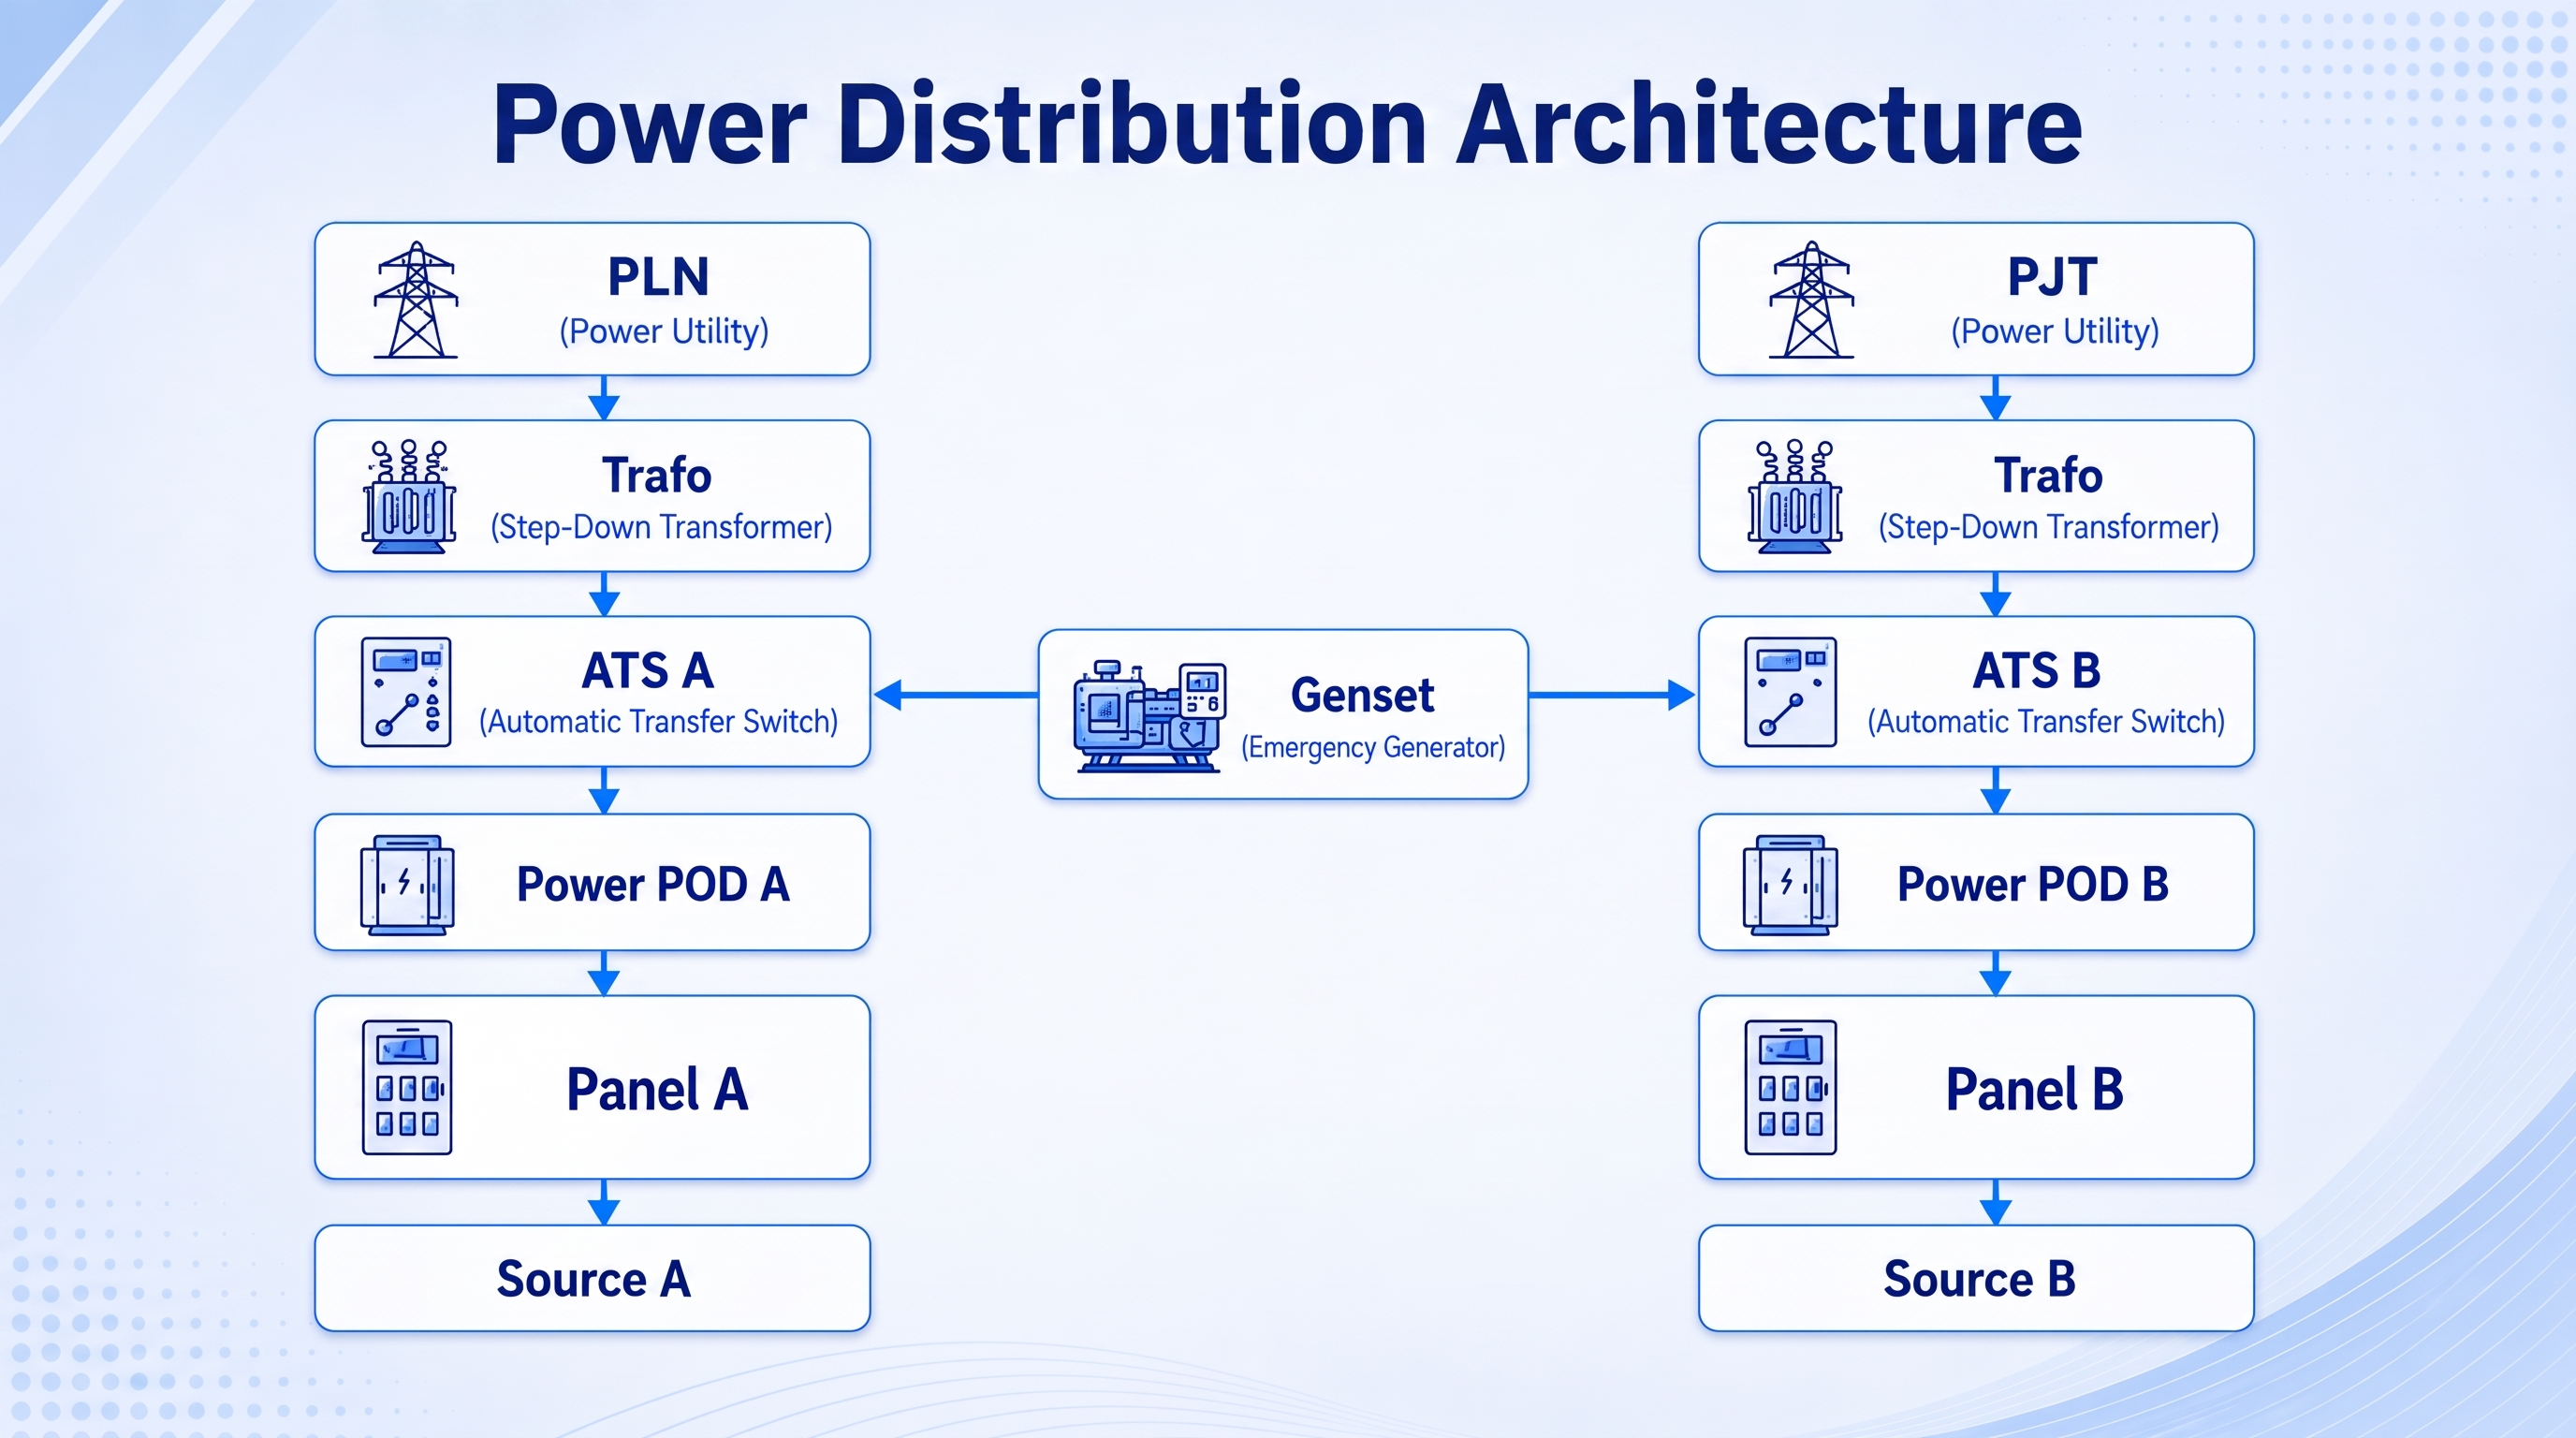 Power Distribution Architecture
PLN
(Power Utility)
Trafo
(Step-Down Transformer)
ATS A
(Automatic Transfer Switch)
Power POD A
Panel A
Source A
Genset
(Emergency Generator)
PJT
(Power Utility)
Trafo
(Step-Down Transformer)
ATS B
(Automatic Transfer Switch)
Power POD B
Panel B
Source B